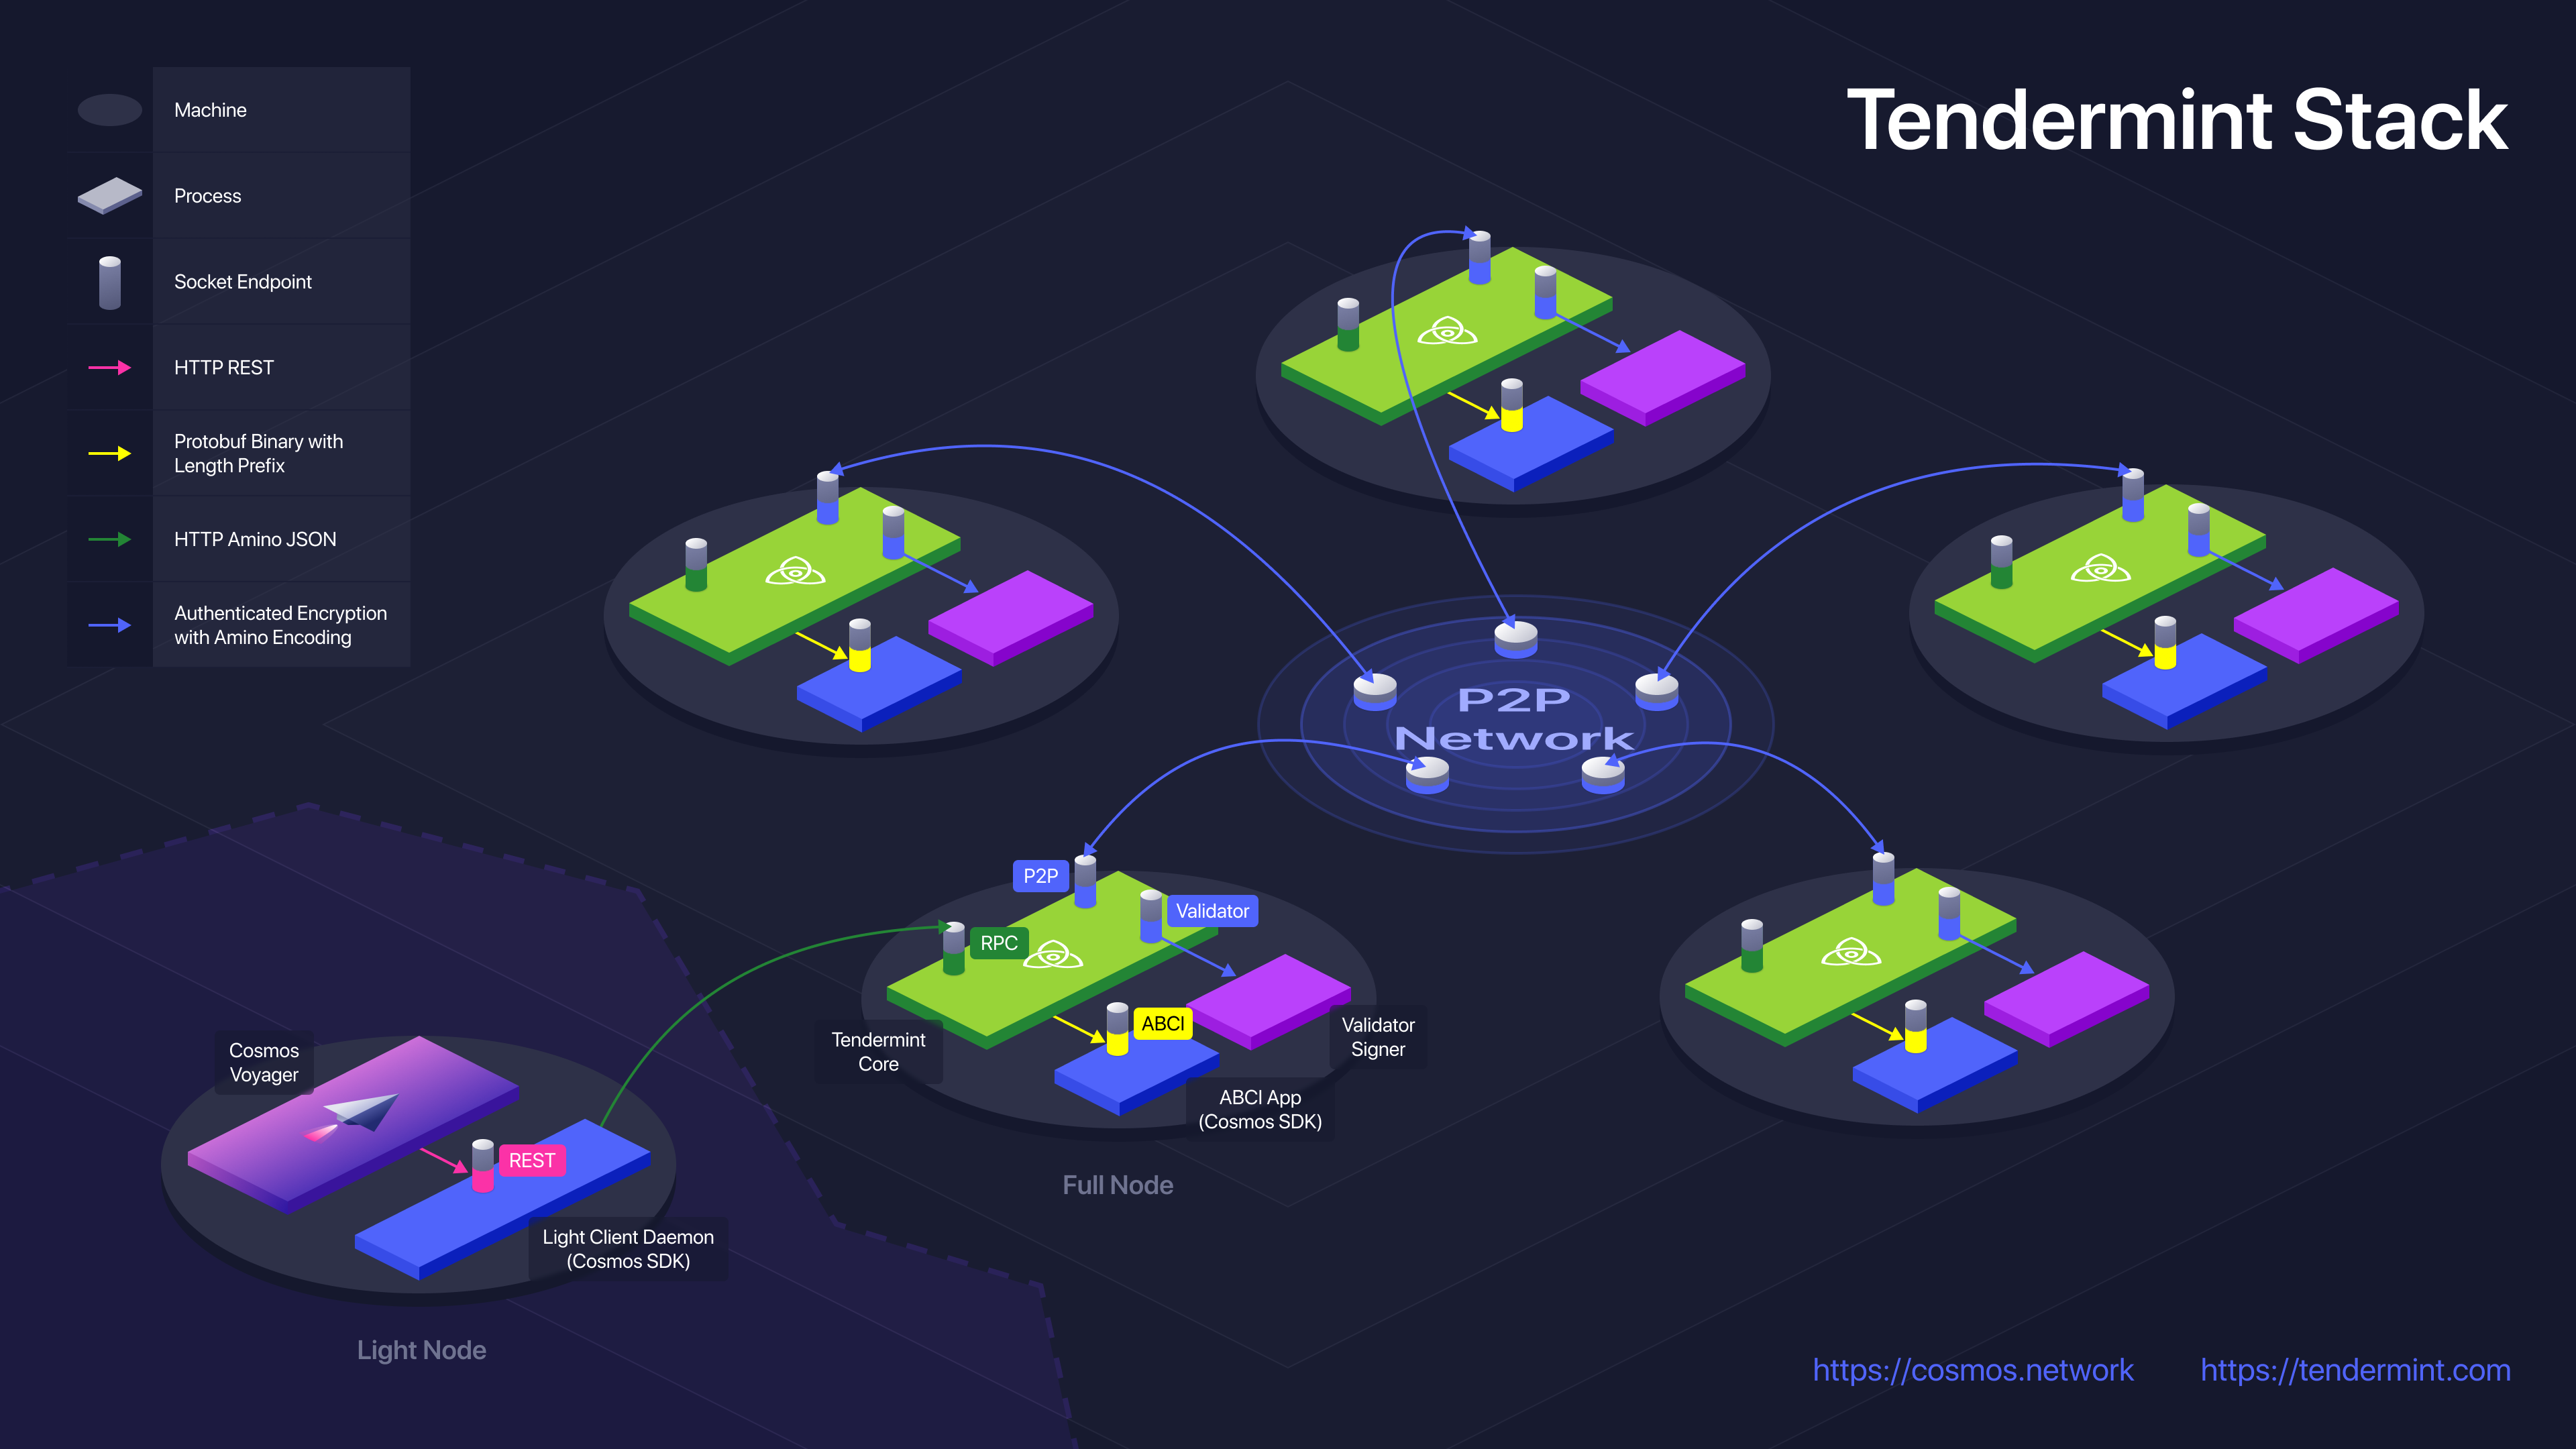 Tendermint Stack
Machine
Process
Socket Endpoint
HTTP REST
Protobuf Binary with
Length Prefix
HTTP Amino JSON
Authenticated Encryption
with Amino Encoding
P2P
Network
P2P
Validator
RPC
ABCI
Tendermint
Core
Validator
Signer
ABCI App
(Cosmos SDK)
Full Node
Cosmos
Voyager
REST
Light Client Daemon
(Cosmos SDK)
Light Node
https://cosmos.network
https://tendermint.com